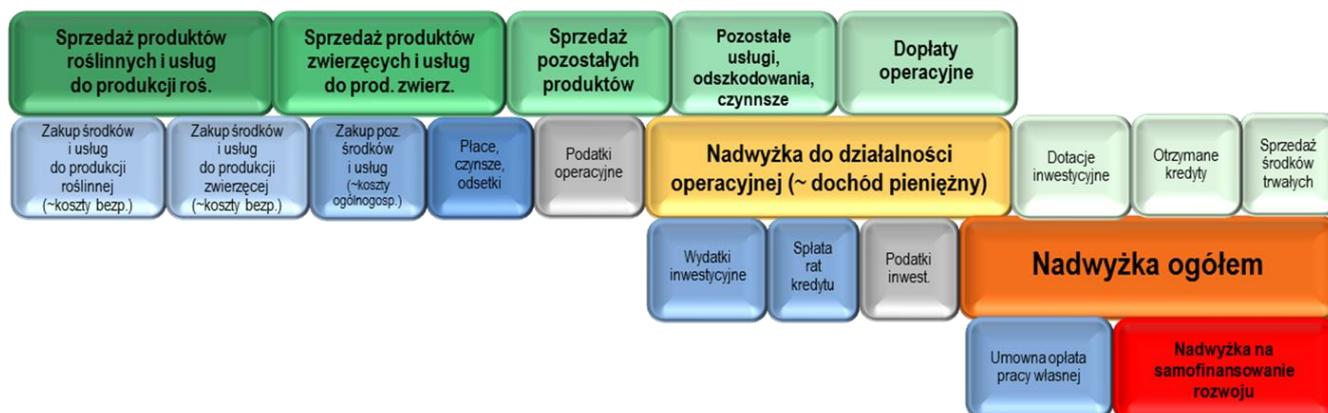 Sprzedaż produktów
roślinnych i usług
do produkcji roś.
Sprzedaż produktów
zwierzęcych i usług
do prod. zwierz.
Sprzedaż
pozostałych
produktów
Pozostałe
usługi,
odszkodowania,
czynnsze
Dopłaty
operacyjne
Zakup środków
i usług
do produkcji
roślinnej
(~koszty bezp.)
Zakup środków
i usług
do produkcji
zwierzęcej
(~koszty bezp.)
Zakup poz.
środków
i usług
(~koszty
ogólnogosp.)
Płace,
czynsze,
odsetki
Podatki
operacyjne
Nadwyżka do działalności
operacyjnej (~ dochód pieniężny)
Dotacje
inwestycyjne
Otrzymane
kredyty
Sprzedaż
środków
trwałych
Wydatki
inwestycyjne
Spłata
rat
kredytu
Podatki
inwest.
Nadwyżka ogółem
Umowna opłata
pracy własnej
Nadwyżka na
samofinansowanie
rozwoju